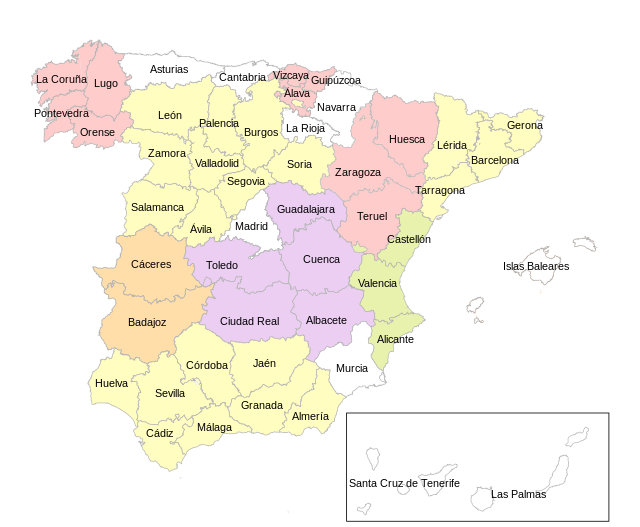 Asturias
Cantabria
Vizcaya
Guipúzcoa
La Coruña
Lugo
Álava
Navarra
Pontevedra
León
Palencia
Orense
Burgos
La Rioja
Huesca
Lérida
Gerona
Barcelona
Zamora
Valladolid
Soria
Zaragoza
Segovia
Tarragona
Salamanca
Guadalajara
Teruel
Ávila
Madrid
Castellón
Cáceres
Toledo
Cuenca
Islas Baleares
Valencia
Badajoz
Ciudad Real
Albacete
Alicante
Córdoba
Jaén
Murcia
Huelva
Sevilla
Granada
Almería
Cádiz
Málaga
Santa Cruz de Tenerife
Las Palmas